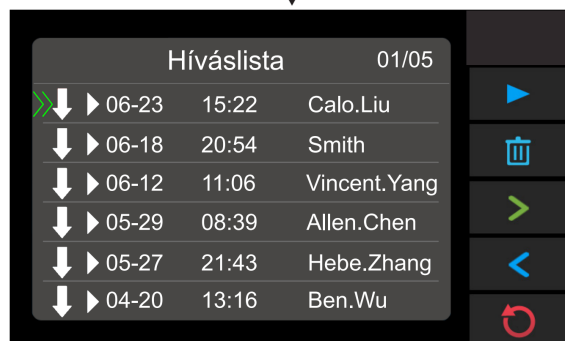 Híváslista 01/05
06-23 15:22 Calo.Liu
06-18 20:54 Smith
06-12 11:06 Vincent.Yang
05-29 08:39 Allen.Chen
05-27 21:43 Hebe.Zhang
04-20 13:16 Ben.Wu